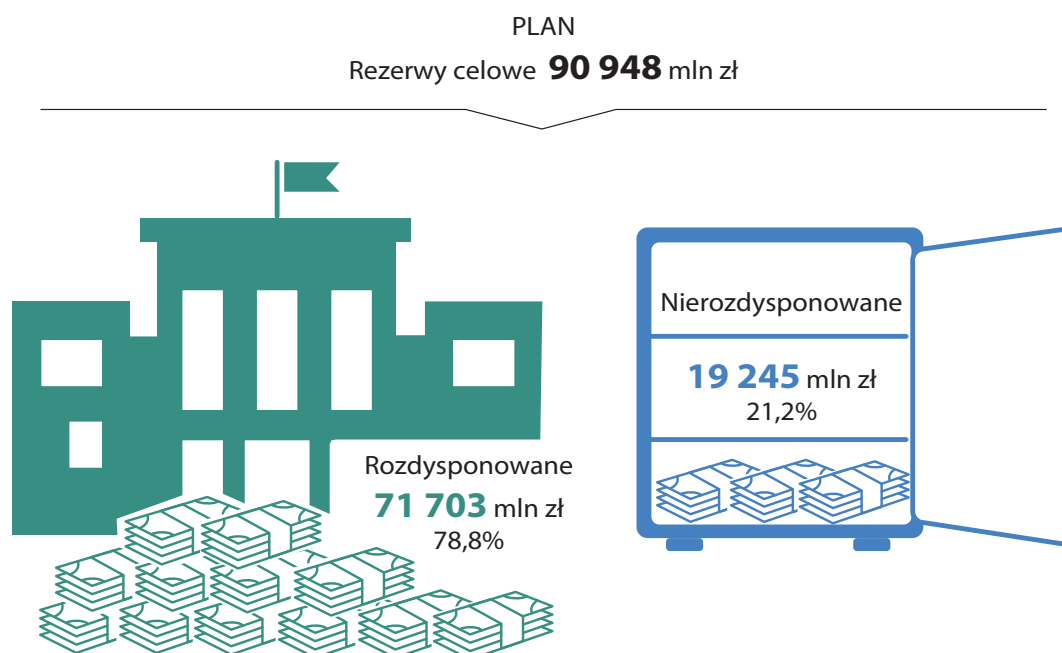 PLAN
Rezerwy celowe 90 948 mln zł
Rozdysponowane
71 703 mln zł
78,8%
Nierozdysponowane
19 245 mln zł
21,2%